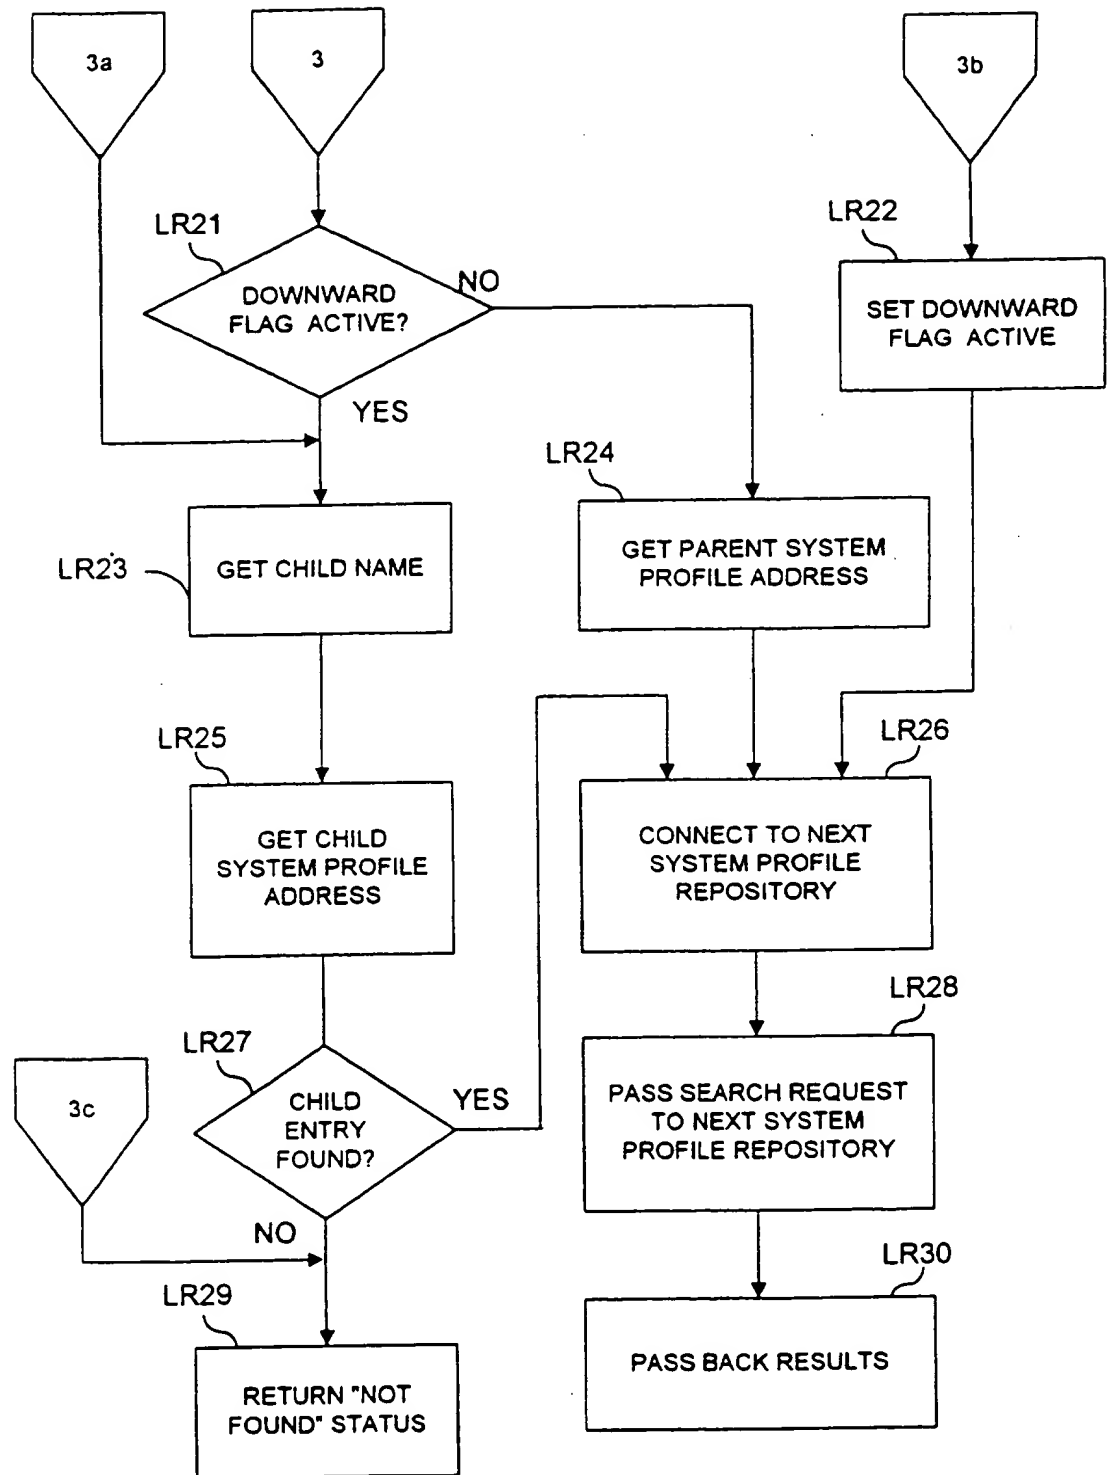 3a
3
3b
LR21
LR22
NO
DOWNWARD
FLAG ACTIVE?
SET DOWNWARD
FLAG ACTIVE
YES
LR24
LR23
GET CHILD NAME
GET PARENT SYSTEM
PROFILE ADDRESS
LR25
LR26
GET CHILD
SYSTEM PROFILE
ADDRESS
CONNECT TO NEXT
SYSTEM PROFILE
REPOSITORY
LR28
LR27
3c
CHILD
ENTRY
FOUND?
YES
PASS SEARCH REQUEST
TO NEXT SYSTEM
PROFILE REPOSITORY
NO
LR30
LR29
PASS BACK RESULTS
RETURN "NOT
FOUND" STATUS